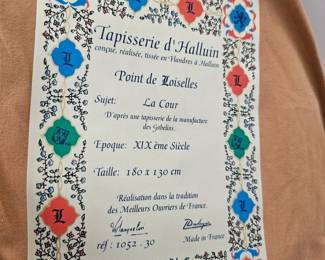 Tapisserie d'Halluin
conçue, réalisée, tissée en Flandres à Halluin
Point de Loiselles
Sujet: La Cour
D'après une tapisserie de la manufacture
des Gobelins.
Epoque: XIX ème Siècle
Taille: 180 x 130 cm
Réalisation dans la tradition
des Meilleurs Ouvriers de France.
réf : 1052 - 30
Made in France
L
L
L
L
L